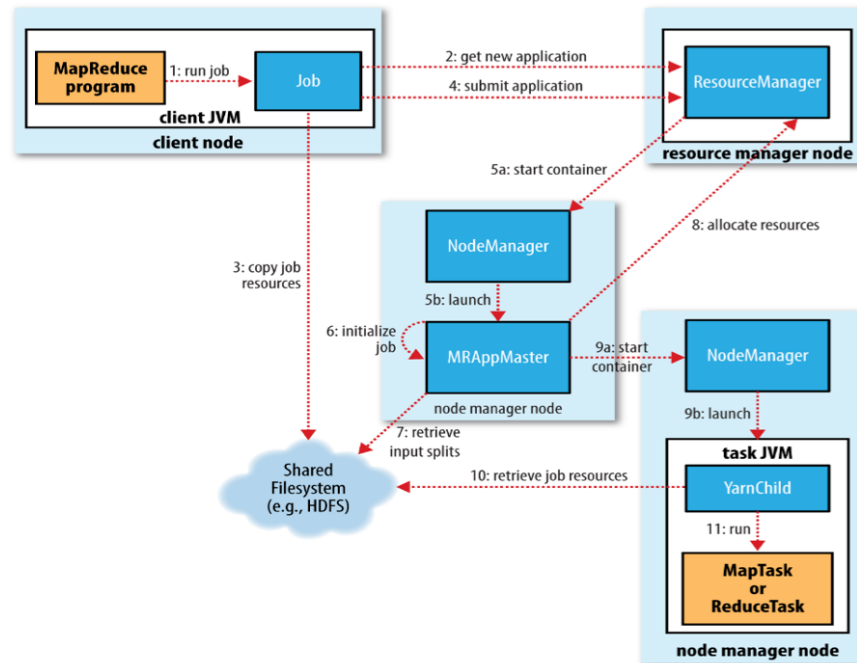 MapReduce
program
1: run job
Job
client JVM
client node
2: get new application
4: submit application
ResourceManager
resource manager node
5a: start container
8: allocate resources
3: copy job
resources
NodeManager
5b: launch
6: initialize
job
MRAppMaster
node manager node
9a: start
container
NodeManager
9b: launch
7: retrieve
input splits
Shared
Filesystem
(e.g., HDFS)
10: retrieve job resources
task JVM
YarnChild
11: run
MapTask
or
ReduceTask
node manager node